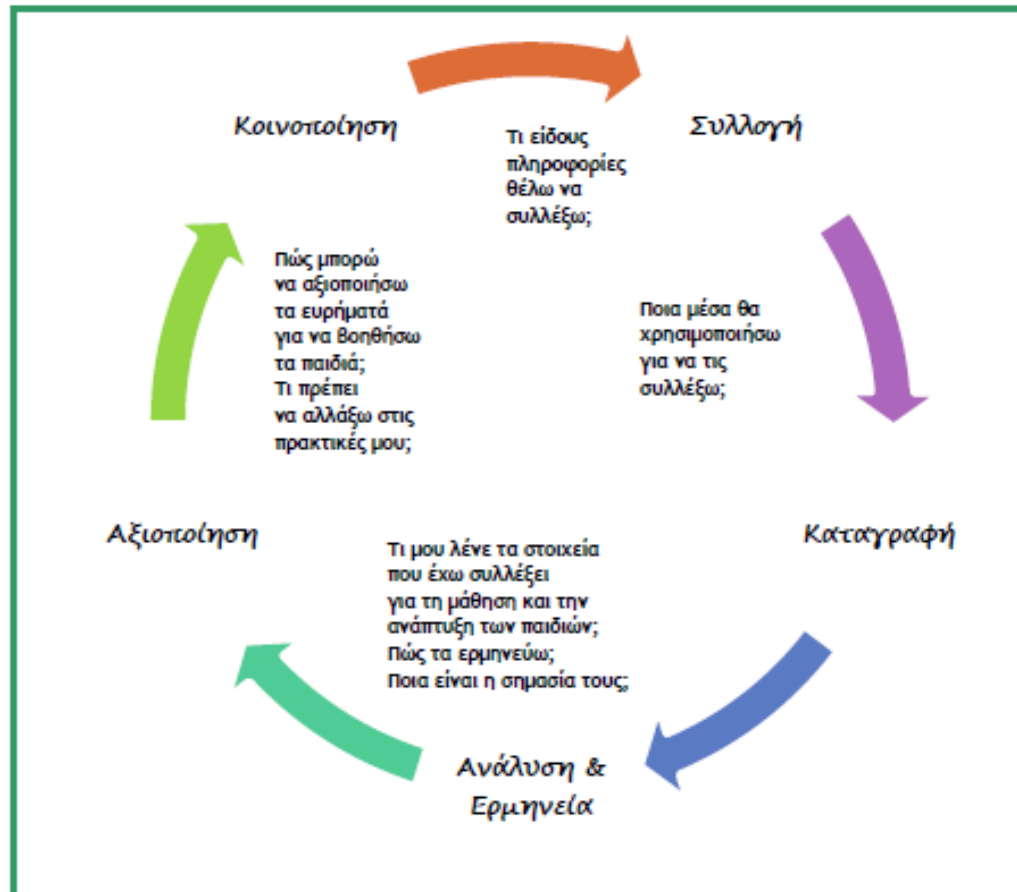 Κοινοποίηση
Συλλογή
Τι είδους
πληροφορίες
θέλω να
συλλέξω;
Πώς μπορώ
να αξιοποιήσω
τα ευρήματά
για να βοηθήσω
τα παιδιά;
Τι πρέπει
να αλλάξω στις
πρακτικές μου;
Ποια μέσα θα
χρησιμοποιήσω
για να τις
συλλέξω;
Αξιοποίηση
Καταγραφή
Τι μου λένε τα στοιχεία
που έχω συλλέξει
για τη μάθηση και την
ανάπτυξη των παιδιών;
Πώς τα ερμηνεύω;
Ποια είναι η σημασία τους;
Ανάλυση &
Ερμηνεία